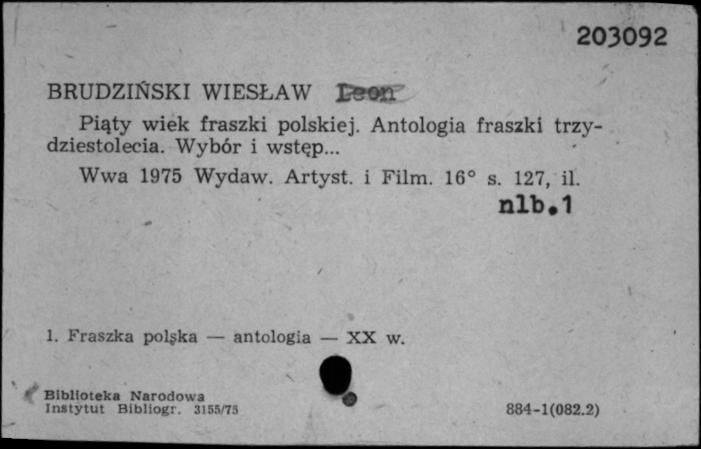 203092
BRUDZIŃSKI WIESŁAW Leon
Piąty wiek fraszki polskiej. Antologia fraszki trzy-
dziestolecia. Wybór i wstęp...
Wwa 1975 Wydaw. Artyst. i Film. 16° s. 127, il.
nlb.1
1. Fraszka polska — antologia — XX w.
Biblioteka Narodowa
Instytut Bibliogr. 3155/75
884-1(082.2)